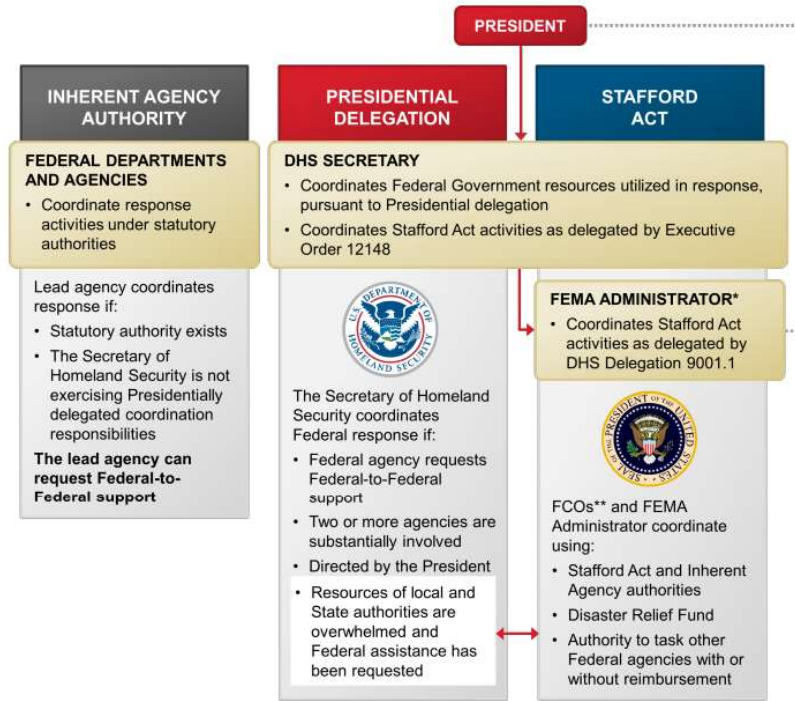 PRESIDENT
INHERENT AGENCY
AUTHORITY
PRESIDENTIAL
DELEGATION
STAFFORD
ACT
FEDERAL DEPARTMENTS
AND AGENCIES
• Coordinate response
activities under statutory
authorities
Lead agency coordinates
response if:
• Statutory authority exists
• The Secretary of
Homeland Security is not
exercising Presidentially
delegated coordination
responsibilities
The lead agency can
request Federal-to-
Federal support
DHS SECRETARY
• Coordinates Federal Government resources utilized in response,
pursuant to Presidential delegation
• Coordinates Stafford Act activities as delegated by Executive
Order 12148
U.S. DEPARTMENT OF
HOMELAND SECURITY
The Secretary of Homeland
Security coordinates
Federal response if:
• Federal agency requests
Federal-to-Federal
support
• Two or more agencies are
substantially involved
• Directed by the President
• Resources of local and
State authorities are
overwhelmed and
Federal assistance has
been requested
FEMA ADMINISTRATOR*
• Coordinates Stafford Act
activities as delegated by
DHS Delegation 9001.1
SEAL OF THE PRESIDENT OF THE UNITED STATES
FCOs** and FEMA
Administrator coordinate
using:
• Stafford Act and Inherent
Agency authorities
• Disaster Relief Fund
• Authority to task other
Federal agencies with or
without reimbursement